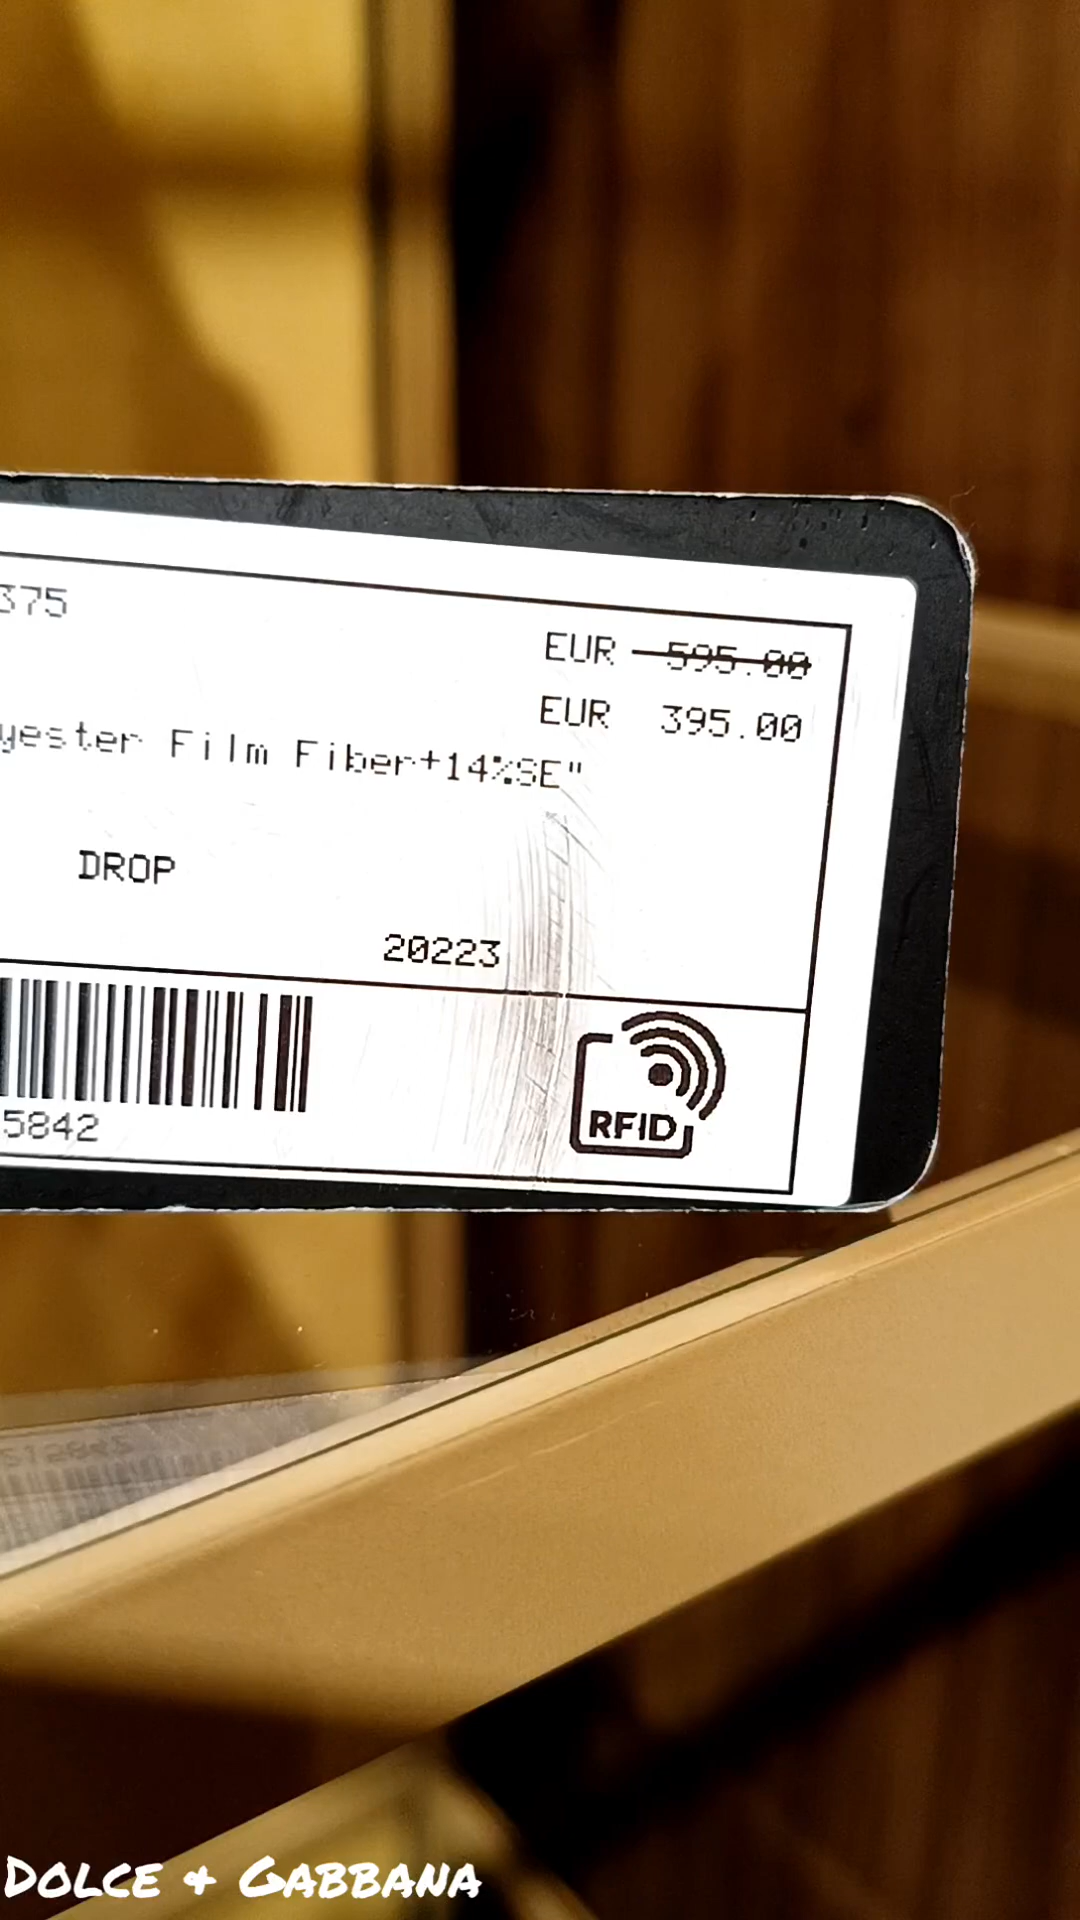 375
EUR 595.00
EUR 395.00
yester Film Fiber+14%SE"
DROP
20223
5842
RFID
DOLCE & GABBANA